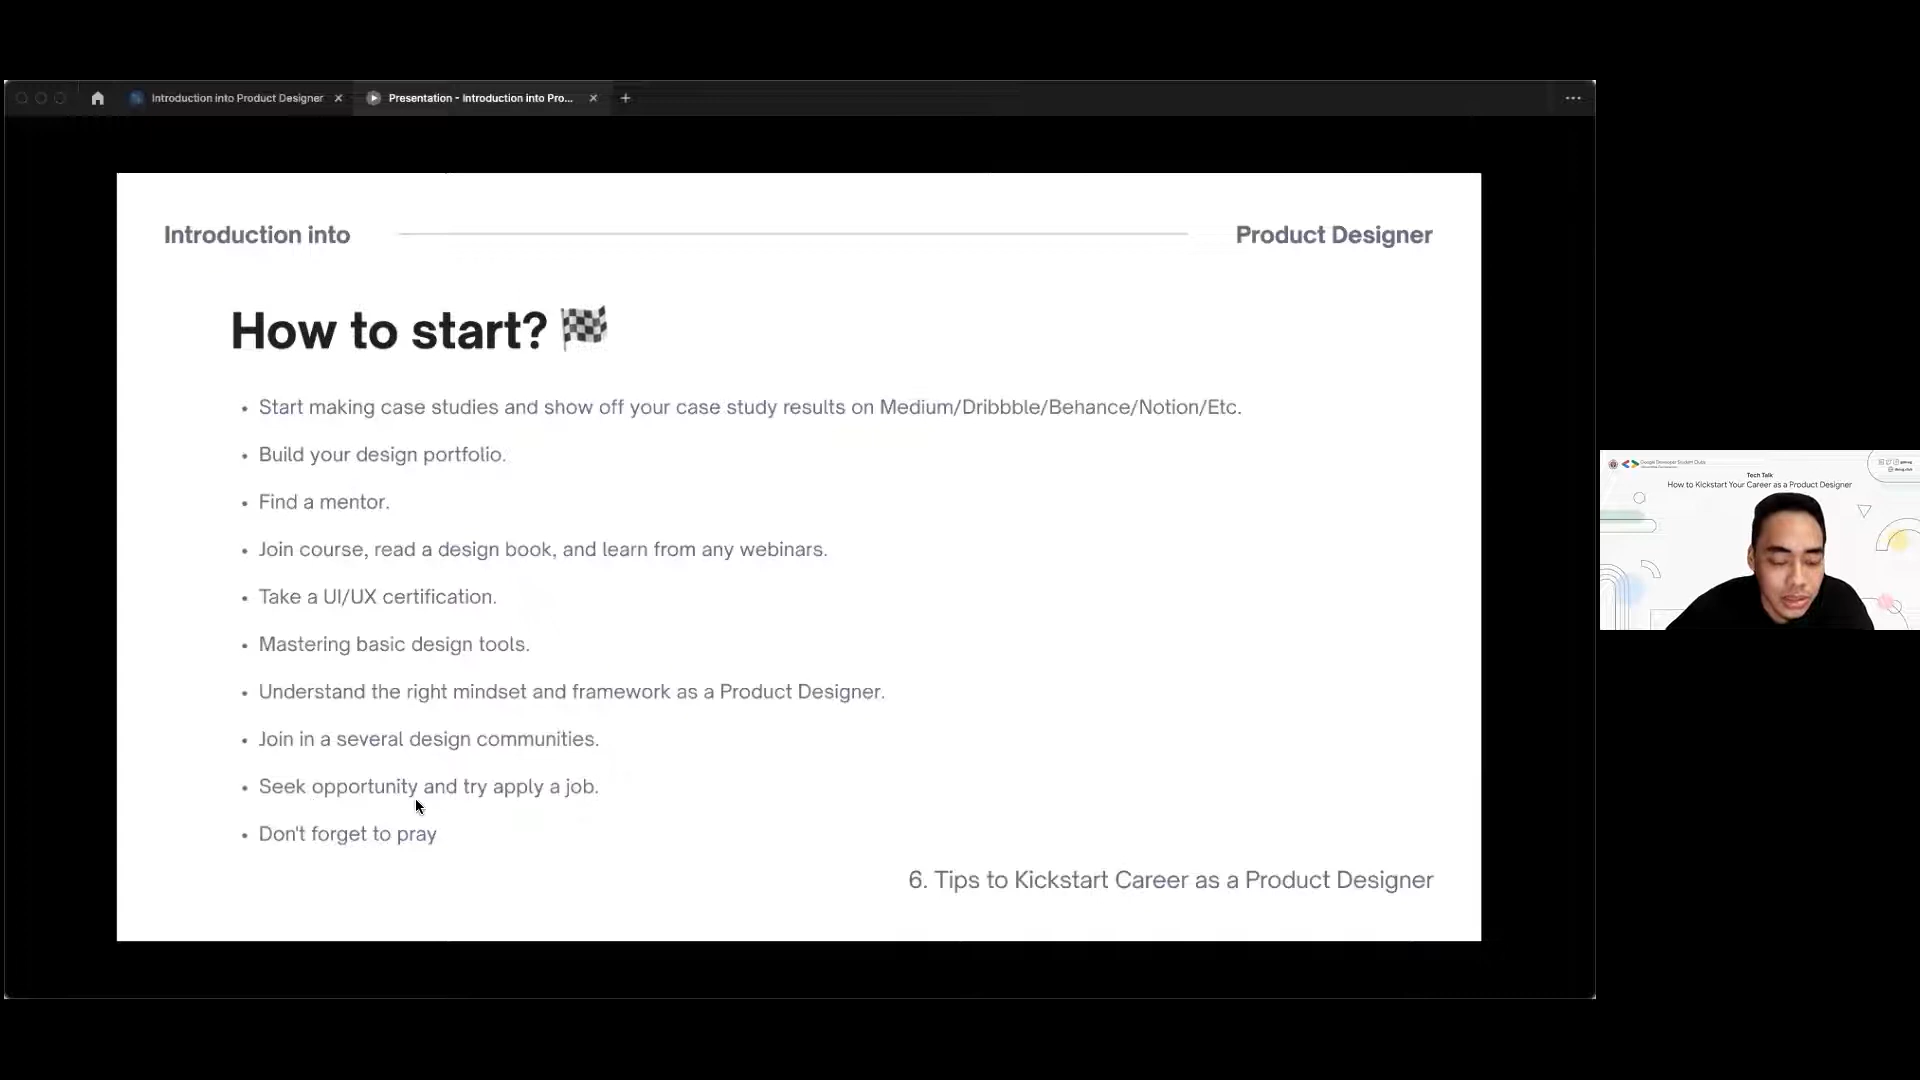 Introduction into Product Designer
Presentation - Introduction into Pro...
Introduction into
Product Designer
How to start?
• Start making case studies and show off your case study results on Medium/Dribbble/Behance/Notion/Etc.
• Build your design portfolio.
• Find a mentor.
• Join course, read a design book, and learn from any webinars.
• Take a UI/UX certification.
• Mastering basic design tools.
• Understand the right mindset and framework as a Product Designer.
• Join in a several design communities.
• Seek opportunity and try apply a job.
• Don't forget to pray
6. Tips to Kickstart Career as a Product Designer
Google Developer Student Clubs
Tech Talk
How to Kickstart Your Career as a Product Designer